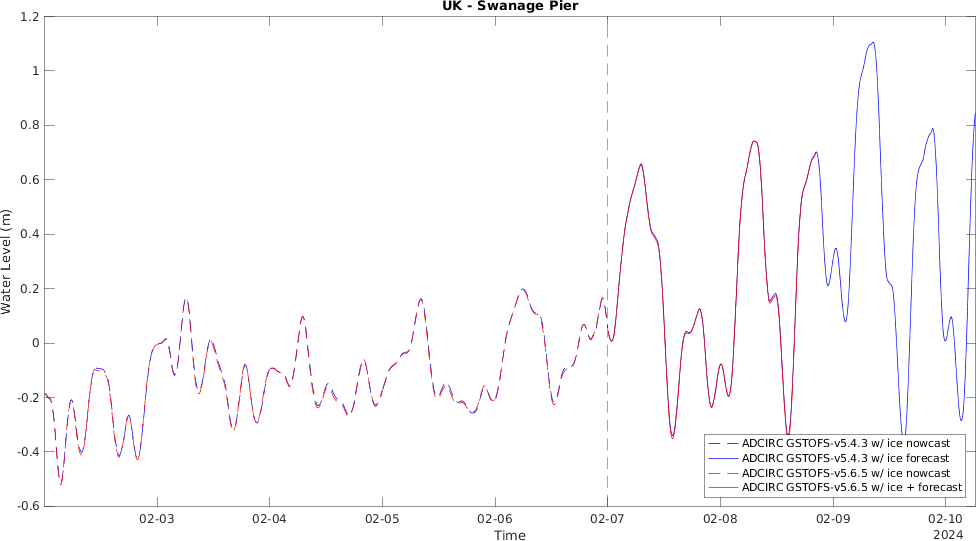 UK - Swanage Pier
1.2
1
0.8
0.6
0.4
0.2
0
-0.2
-0.4
-0.6
Water Level (m)
02-03
02-04
02-05
02-06
02-07
02-08
02-09
02-10
Time
2024
ADCIRC GSTOFS-v5.4.3 w/ ice nowcast
ADCIRC GSTOFS-v5.4.3 w/ ice forecast
ADCIRC GSTOFS-v5.6.5 w/ ice nowcast
ADCIRC GSTOFS-v5.6.5 w/ ice + forecast